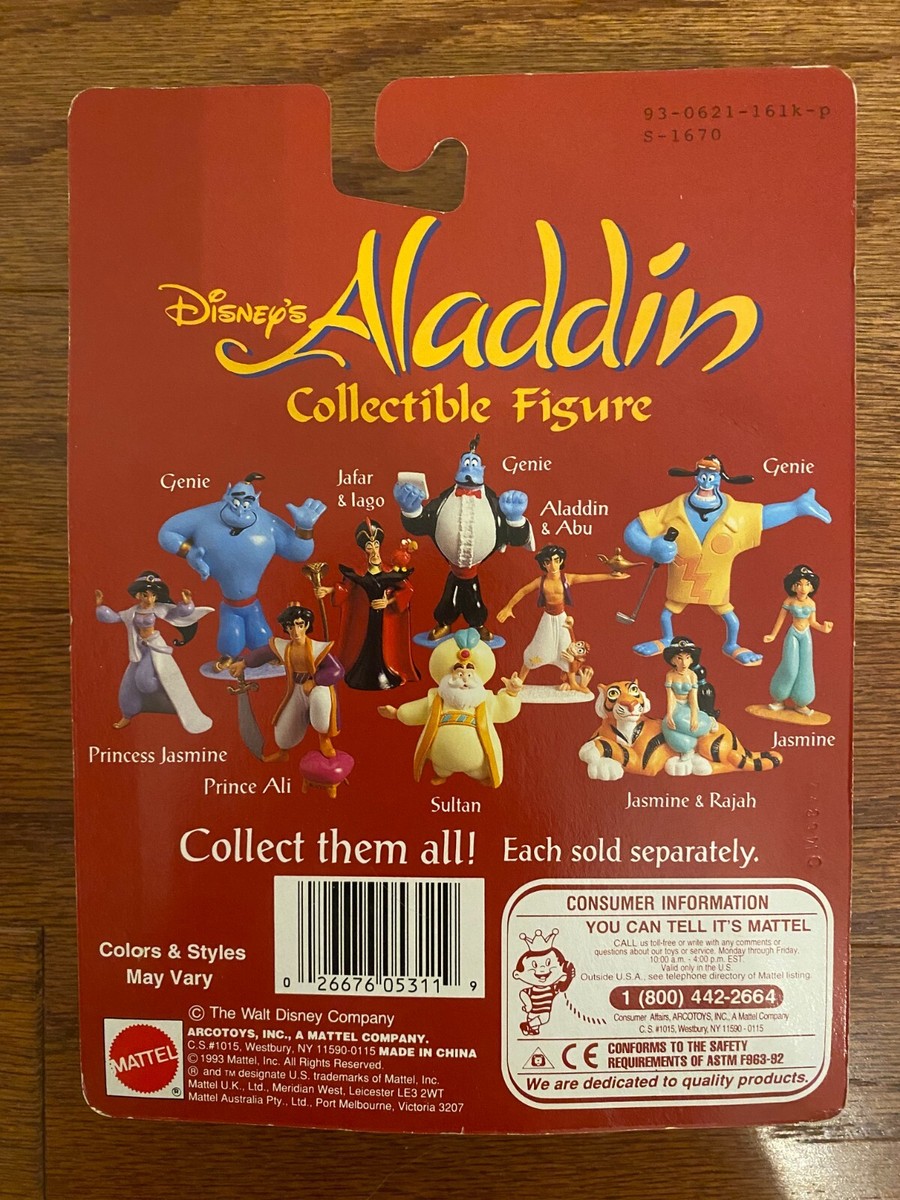 93-0621-161k-p
S-1670
Disney's Aladdin
Collectible Figure
Genie
Jafar
& Iago
Genie
Aladdin
& Abu
Genie
Princess Jasmine
Prince Ali
Sultan
Jasmine & Rajah
Jasmine
Collect them all! Each sold separately.
Colors & Styles
May Vary
0 26676 05311 9
© The Walt Disney Company
ARCOTOYS, INC., A MATTEL COMPANY.
C.S.#1015, Westbury, NY 11590-0115 MADE IN CHINA
© 1993 Mattel, Inc. All Rights Reserved.
® and ™ designate U.S. trademarks of Mattel, Inc.
Mattel U.K., Ltd., Meridian West, Leicester LE3 2WT
Mattel Australia Pty., Ltd., Port Melbourne, Victoria 3207
MATTEL®
CONSUMER INFORMATION
YOU CAN TELL IT'S MATTEL
CALL us toll-free or write with any comments or
questions about our toys or service, Monday through Friday,
10:00 a.m. - 4:00 p.m. EST
Valid only in the U.S.
Outside U.S.A., see telephone directory of Mattel listing.
1 (800) 442-2664
Consumer Affairs, ARCOTOYS, INC., A Mattel Company
C.S. #1015, Westbury, NY 11590 - 0115
CE CONFORMS TO THE SAFETY
REQUIREMENTS OF ASTM F963-92
We are dedicated to quality products.